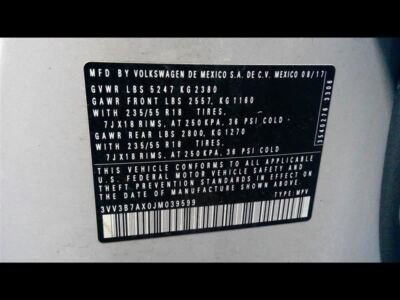 MFD BY VOLKSWAGEN DE MEXICO S.A. DE C.V. MEXICO 08/17
GVWR LBS 5247 KG 2380
GAWR FRONT LBS 2557, KG 1160
WITH 235/55 R18 TIRES,
7JX18 RIMS, AT 250 KPA, 36 PSI COLD
GAWR REAR LBS 2800, KG 1270
WITH 235/55 R18 TIRES,
7JX18 RIMS, AT 250 KPA, 36 PSI COLD
THIS VEHICLE CONFORMS TO ALL APPLICABLE
U.S. FEDERAL MOTOR VEHICLE SAFETY AND
THEFT PREVENTION STANDARDS IN EFFECT ON
THE DATE OF MANUFACTURE SHOWN ABOVE.
3VV3B7AX0JM039599
TYPE MPV
3540276 3306